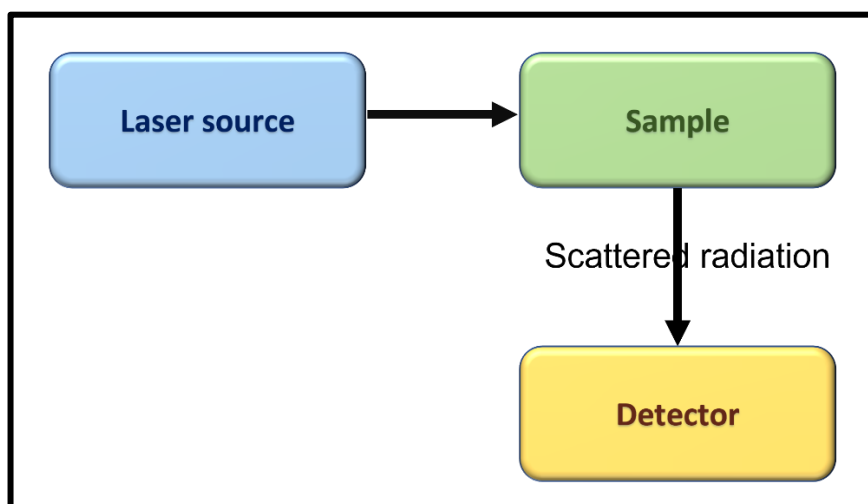 Laser source
Sample
Scattered radiation
Detector